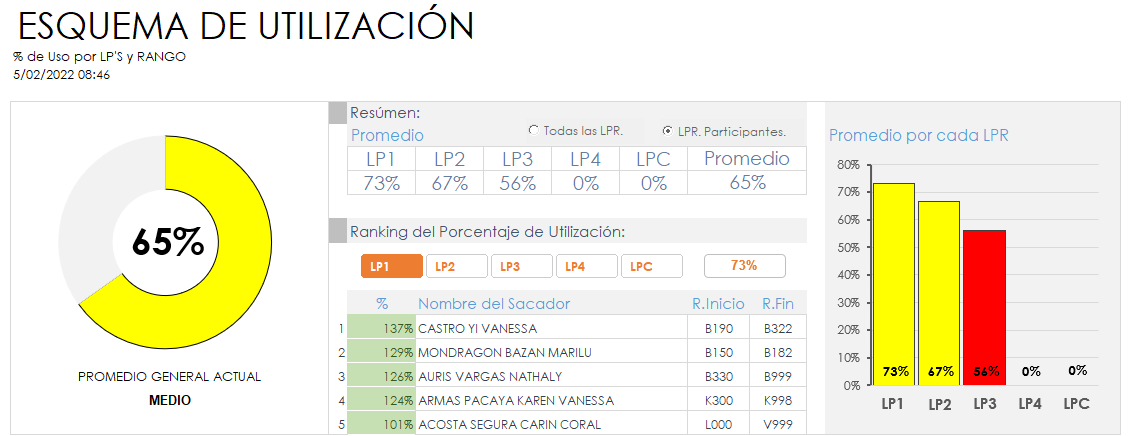 ESQUEMA DE UTILIZACIÓN
% de Uso por LP'S y RANGO
5/02/2022 08:46
65%
PROMEDIO GENERAL ACTUAL
MEDIO
Resúmen:
Promedio
Todas las LPR.
LPR. Participantes.
LP1 LP2 LP3 LP4 LPC Promedio
73% 67% 56% 0% 0% 65%
Ranking del Porcentaje de Utilización:
LP1 LP2 LP3 LP4 LPC 73%
% Nombre del Sacador R.Inicio R.Fin
1 137% CASTRO YI VANESSA B190 B322
2 129% MONDRAGON BAZAN MARILU B150 B182
3 126% AURIS VARGAS NATHALY B330 B999
4 124% ARMAS PACAYA KAREN VANESSA K300 K998
5 101% ACOSTA SEGURA CARIN CORAL L000 V999
Promedio por cada LPR
80%
70%
60%
50%
40%
30%
20%
10%
0%
73% 67% 56% 0% 0%
LP1 LP2 LP3 LP4 LPC